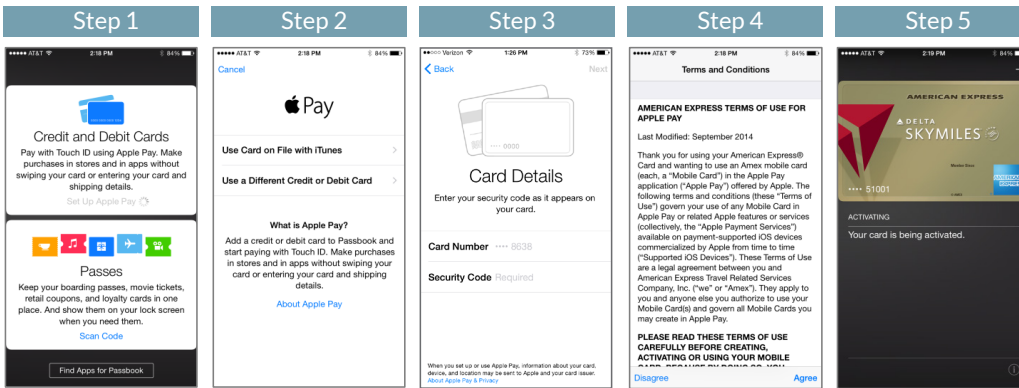 Step 1
●●●●● AT&T 2:18 PM 84%
Credit and Debit Cards
Pay with Touch ID using Apple Pay. Make
purchases in stores and in apps without
swiping your card or entering your card and
shipping details.
Set Up Apple Pay
Passes
Keep your boarding passes, movie tickets,
retail coupons, and loyalty cards in one
place. And show them on your lock screen
when you need them.
Scan Code
Find Apps for Passbook
Step 2
●●●●● AT&T 2:18 PM 84%
Cancel
Pay
Use Card on File with iTunes
Use a Different Credit or Debit Card
What is Apple Pay?
Add a credit or debit card to Passbook and
start paying with Touch ID. Make purchases
in stores and in apps without swiping your
card or entering your card and shipping
details.
About Apple Pay
Step 3
●●○○○ Verizon 1:26 PM 73%
Back Next
•••• 0000
Card Details
Enter your security code as it appears on
your card.
Card Number •••• 8638
Security Code Required
When you set up or use Apple Pay, information about your card,
device, and location may be sent to Apple and your card issuer.
About Apple Pay & Privacy
Step 4
●●●●● AT&T 2:18 PM 84%
Terms and Conditions
AMERICAN EXPRESS TERMS OF USE FOR
APPLE PAY
Last Modified: September 2014
Thank you for using your American Express®
Card and wanting to use an Amex mobile card
(each, a “Mobile Card”) in the Apple Pay
application (“Apple Pay”) offered by Apple. The
following terms and conditions (these “Terms of
Use”) govern your use of any Mobile Card in
Apple Pay or related Apple features or services
(collectively, the “Apple Payment Services”)
available on payment-supported iOS devices
commercialized by Apple from time to time
(“Supported iOS Devices”). These Terms of Use
are a legal agreement between you and
American Express Travel Related Services
Company, Inc. (“we” or “Amex”). They apply to
you and anyone else you authorize to use your
Mobile Card(s) and govern all Mobile Cards you
may create in Apple Pay.
PLEASE READ THESE TERMS OF USE
CAREFULLY BEFORE CREATING,
ACTIVATING OR USING YOUR MOBILE
CARD, BECAUSE BY DOING SO, YOU
Disagree Agree
Step 5
●●●●● AT&T 2:19 PM 84%
AMERICAN EXPRESS
DELTA
SKYMILES
•••• 51001
AMERICAN
EXPRESS
ACTIVATING
Your card is being activated.